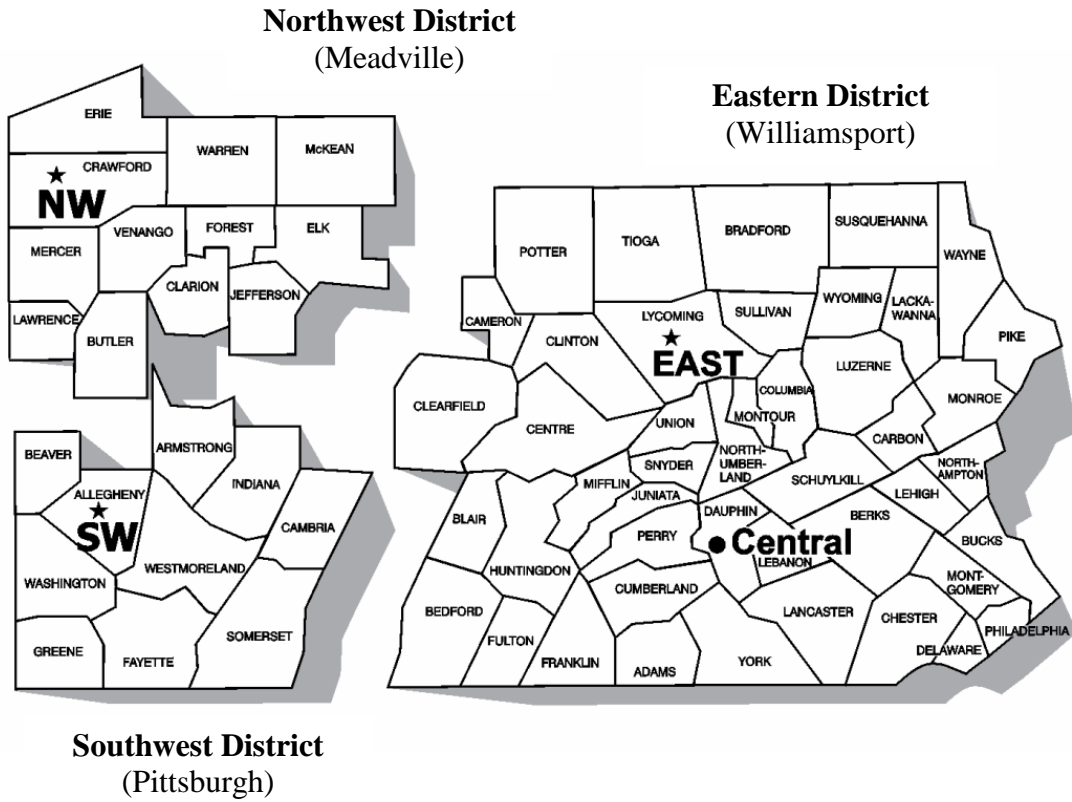 Northwest District
(Meadville)
Eastern District
(Williamsport)
ERIE
CRAWFORD
NW
WARREN
McKEAN
MERCER
VENANGO
FOREST
ELK
CLARION
JEFFERSON
LAWRENCE
BUTLER
BEAVER
ARMSTRONG
ALLEGHENY
SW
INDIANA
CAMBRIA
WASHINGTON
WESTMORELAND
GREENE
FAYETTE
SOMERSET
POTTER
TIOGA
BRADFORD
SUSQUEHANNA
WAYNE
CAMERON
CLINTON
LYCOMING
EAST
SULLIVAN
WYOMING
LACKA-
WANNA
PIKE
CLEARFIELD
CENTRE
UNION
MONTOUR
COLUMBIA
LUZERNE
MONROE
CARBON
SNYDER
NORTH-
UMBER-
LAND
MIFFLIN
JUNIATA
SCHUYLKILL
NORTH-
AMPTON
LEHIGH
BLAIR
PERRY
DAUPHIN
Central
LEBANON
BERKS
BUCKS
HUNTINGDON
CUMBERLAND
LANCASTER
MONT-
GOMERY
CHESTER
PHILADELPHIA
DELAWARE
BEDFORD
FULTON
FRANKLIN
ADAMS
YORK
Southwest District
(Pittsburgh)